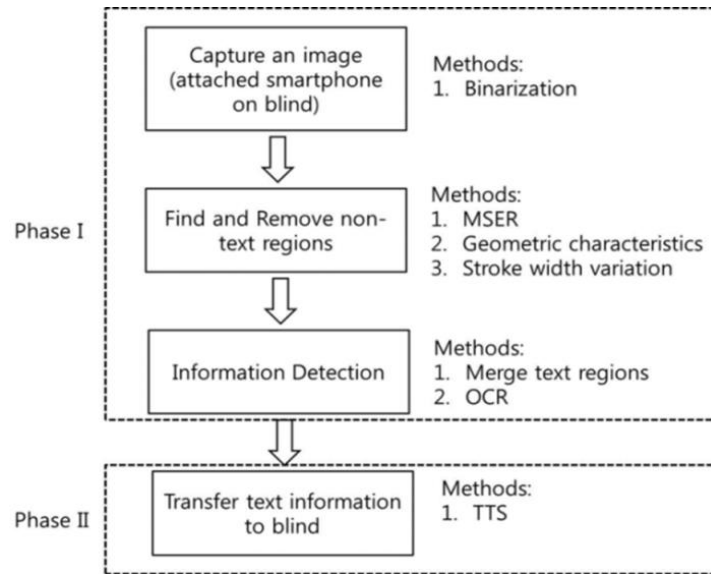 Capture an image
(attached smartphone
on blind)
Methods:
1. Binarization
Phase Ⅰ
Find and Remove non-
text regions
Methods:
1. MSER
2. Geometric characteristics
3. Stroke width variation
Information Detection
Methods:
1. Merge text regions
2. OCR
Phase Ⅱ
Transfer text information
to blind
Methods:
1. TTS